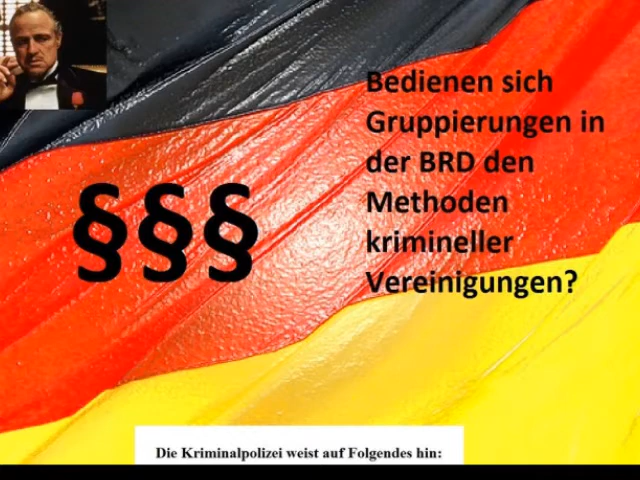 Bedienen sich
Gruppierungen in
der BRD den
Methoden
krimineller
Vereinigungen?
§§§
Die Kriminalpolizei weist auf Folgendes hin: